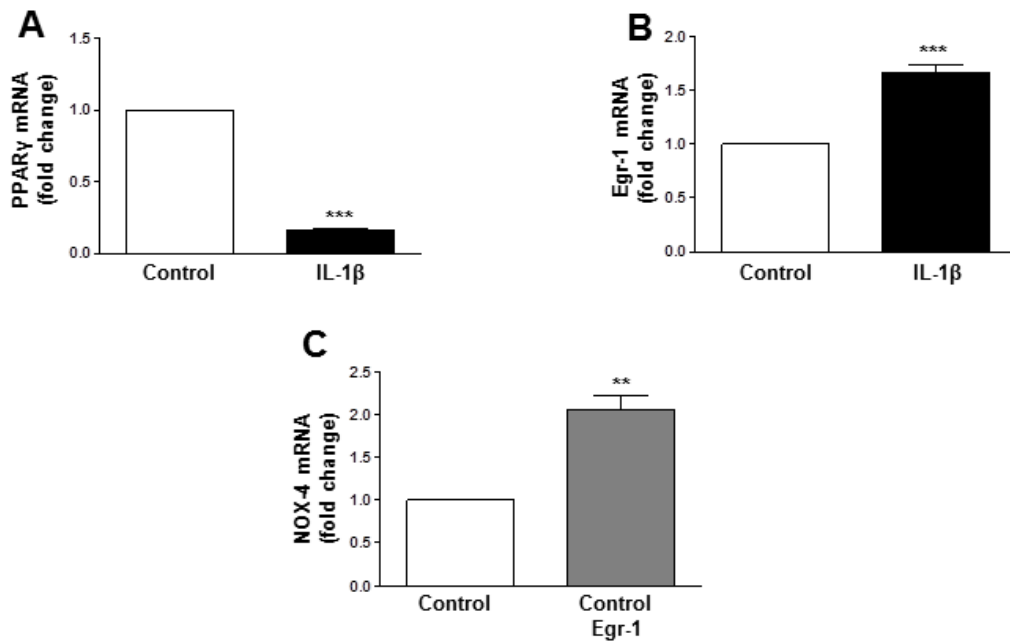 A
PPARγ mRNA
(fold change)
1.5
1.0
0.5
0.0
***
Control IL-1β
B
Egr-1 mRNA
(fold change)
2.0
1.5
1.0
0.5
0.0
***
Control IL-1β
C
NOX-4 mRNA
(fold change)
2.5
2.0
1.5
1.0
0.5
0.0
**
Control Control
Egr-1